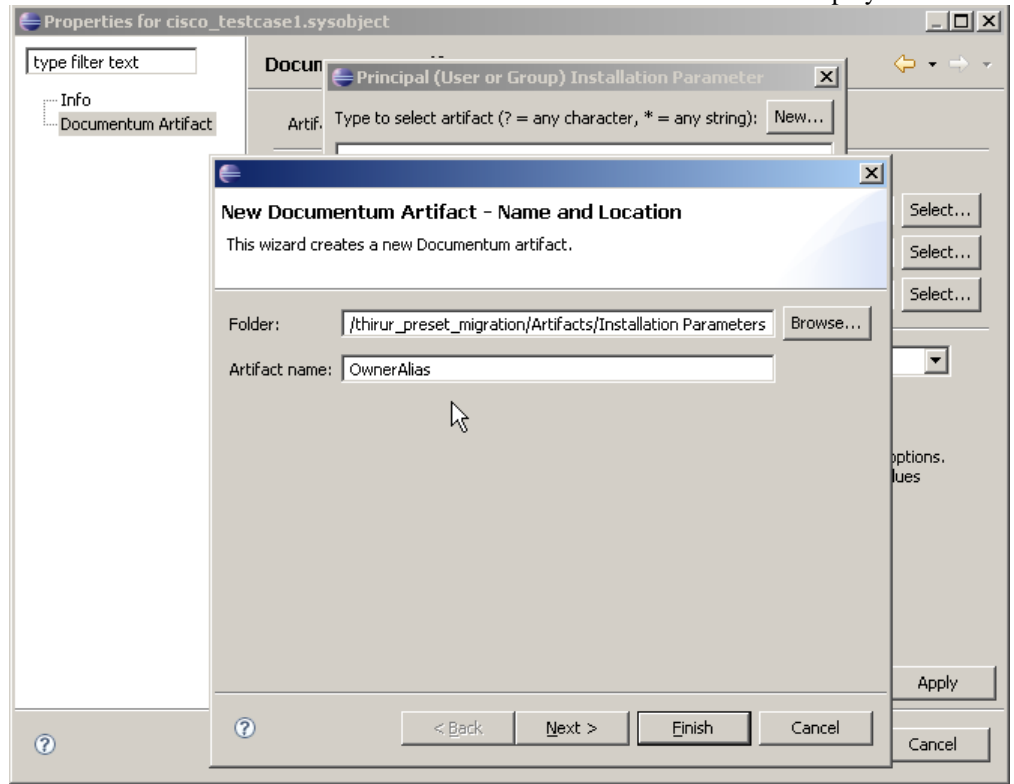 Properties for cisco_testcase1.sysobject
type filter text
Info
Documentum Artifact
Docum
Artif
Principal (User or Group) Installation Parameter
Type to select artifact (? = any character, * = any string):
New...
New Documentum Artifact - Name and Location
This wizard creates a new Documentum artifact.
Folder:
/thirur_preset_migration/Artifacts/Installation Parameters
Browse...
Artifact name:
OwnerAlias
Select...
Select...
Select...
options.
lues
Apply
< Back
Next >
Finish
Cancel
Cancel